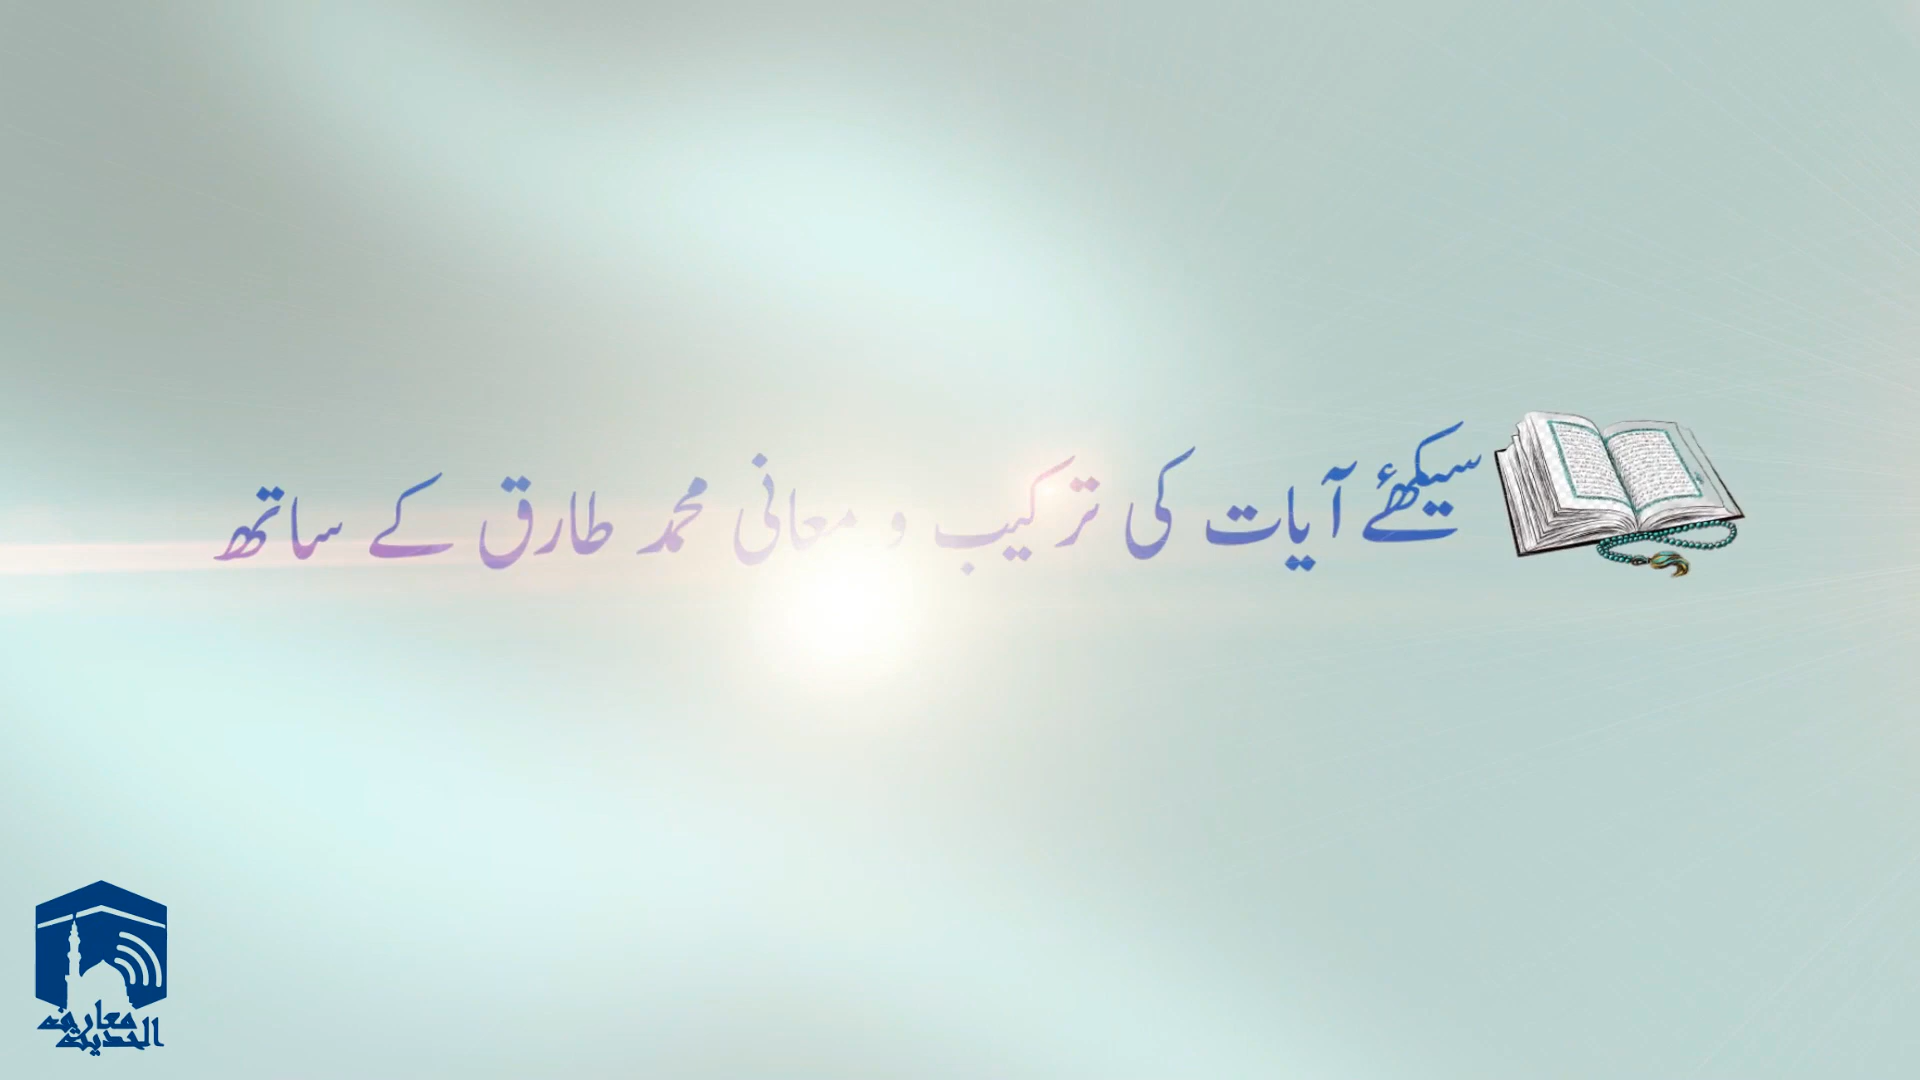 سیکھئے آیات کی ترکیب و معانی محمد طارق کے ساتھ
معارف
الحدیث